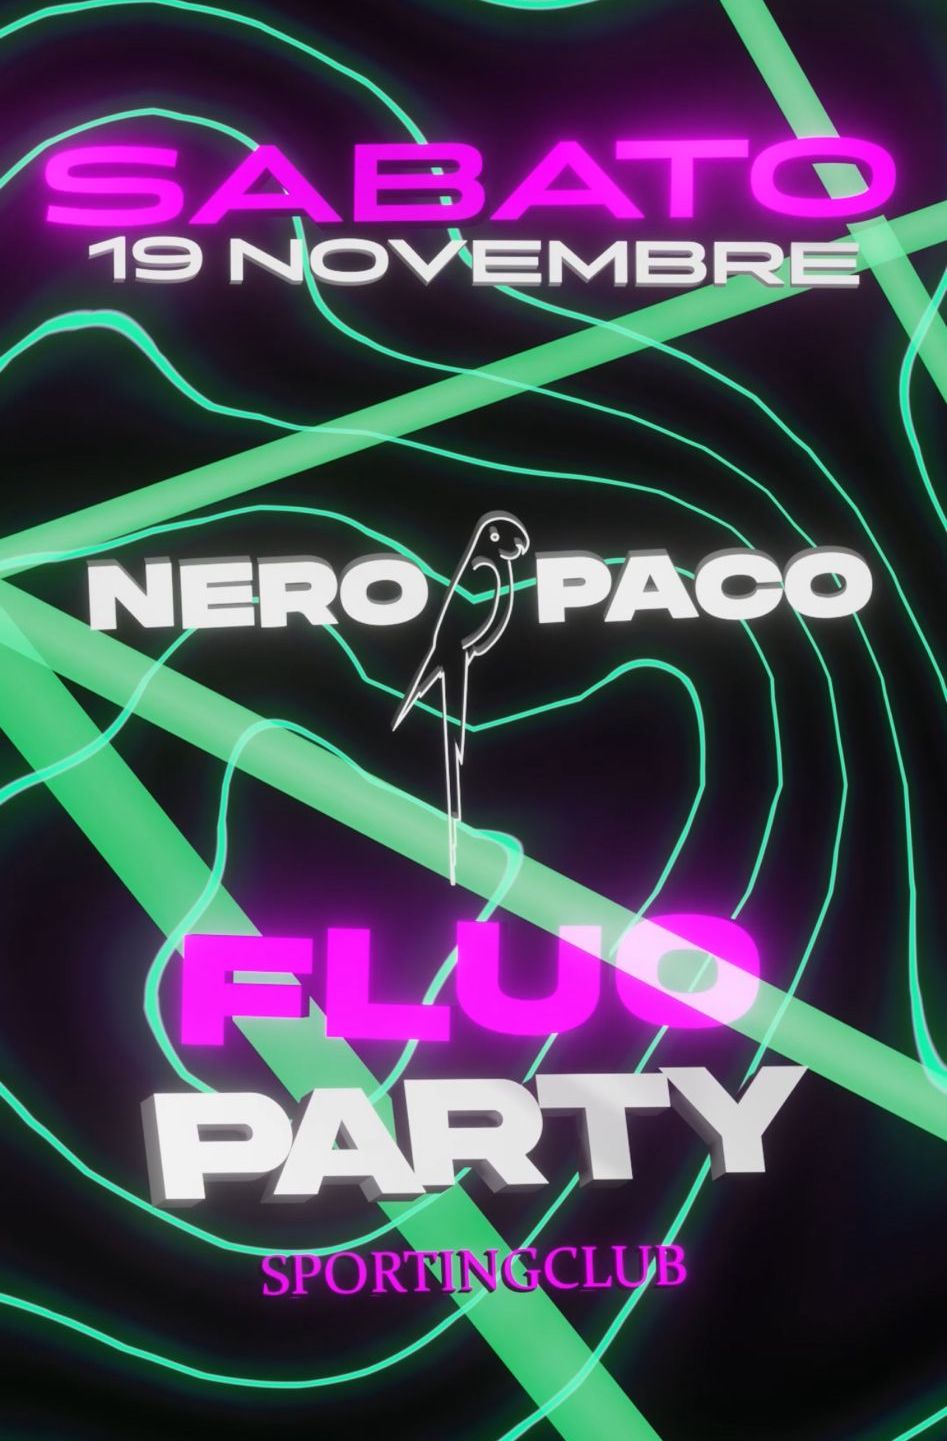 SABATO
19 NOVEMBRE
NERO PACO
FLUO
PARTY
SPORTINGCLUB